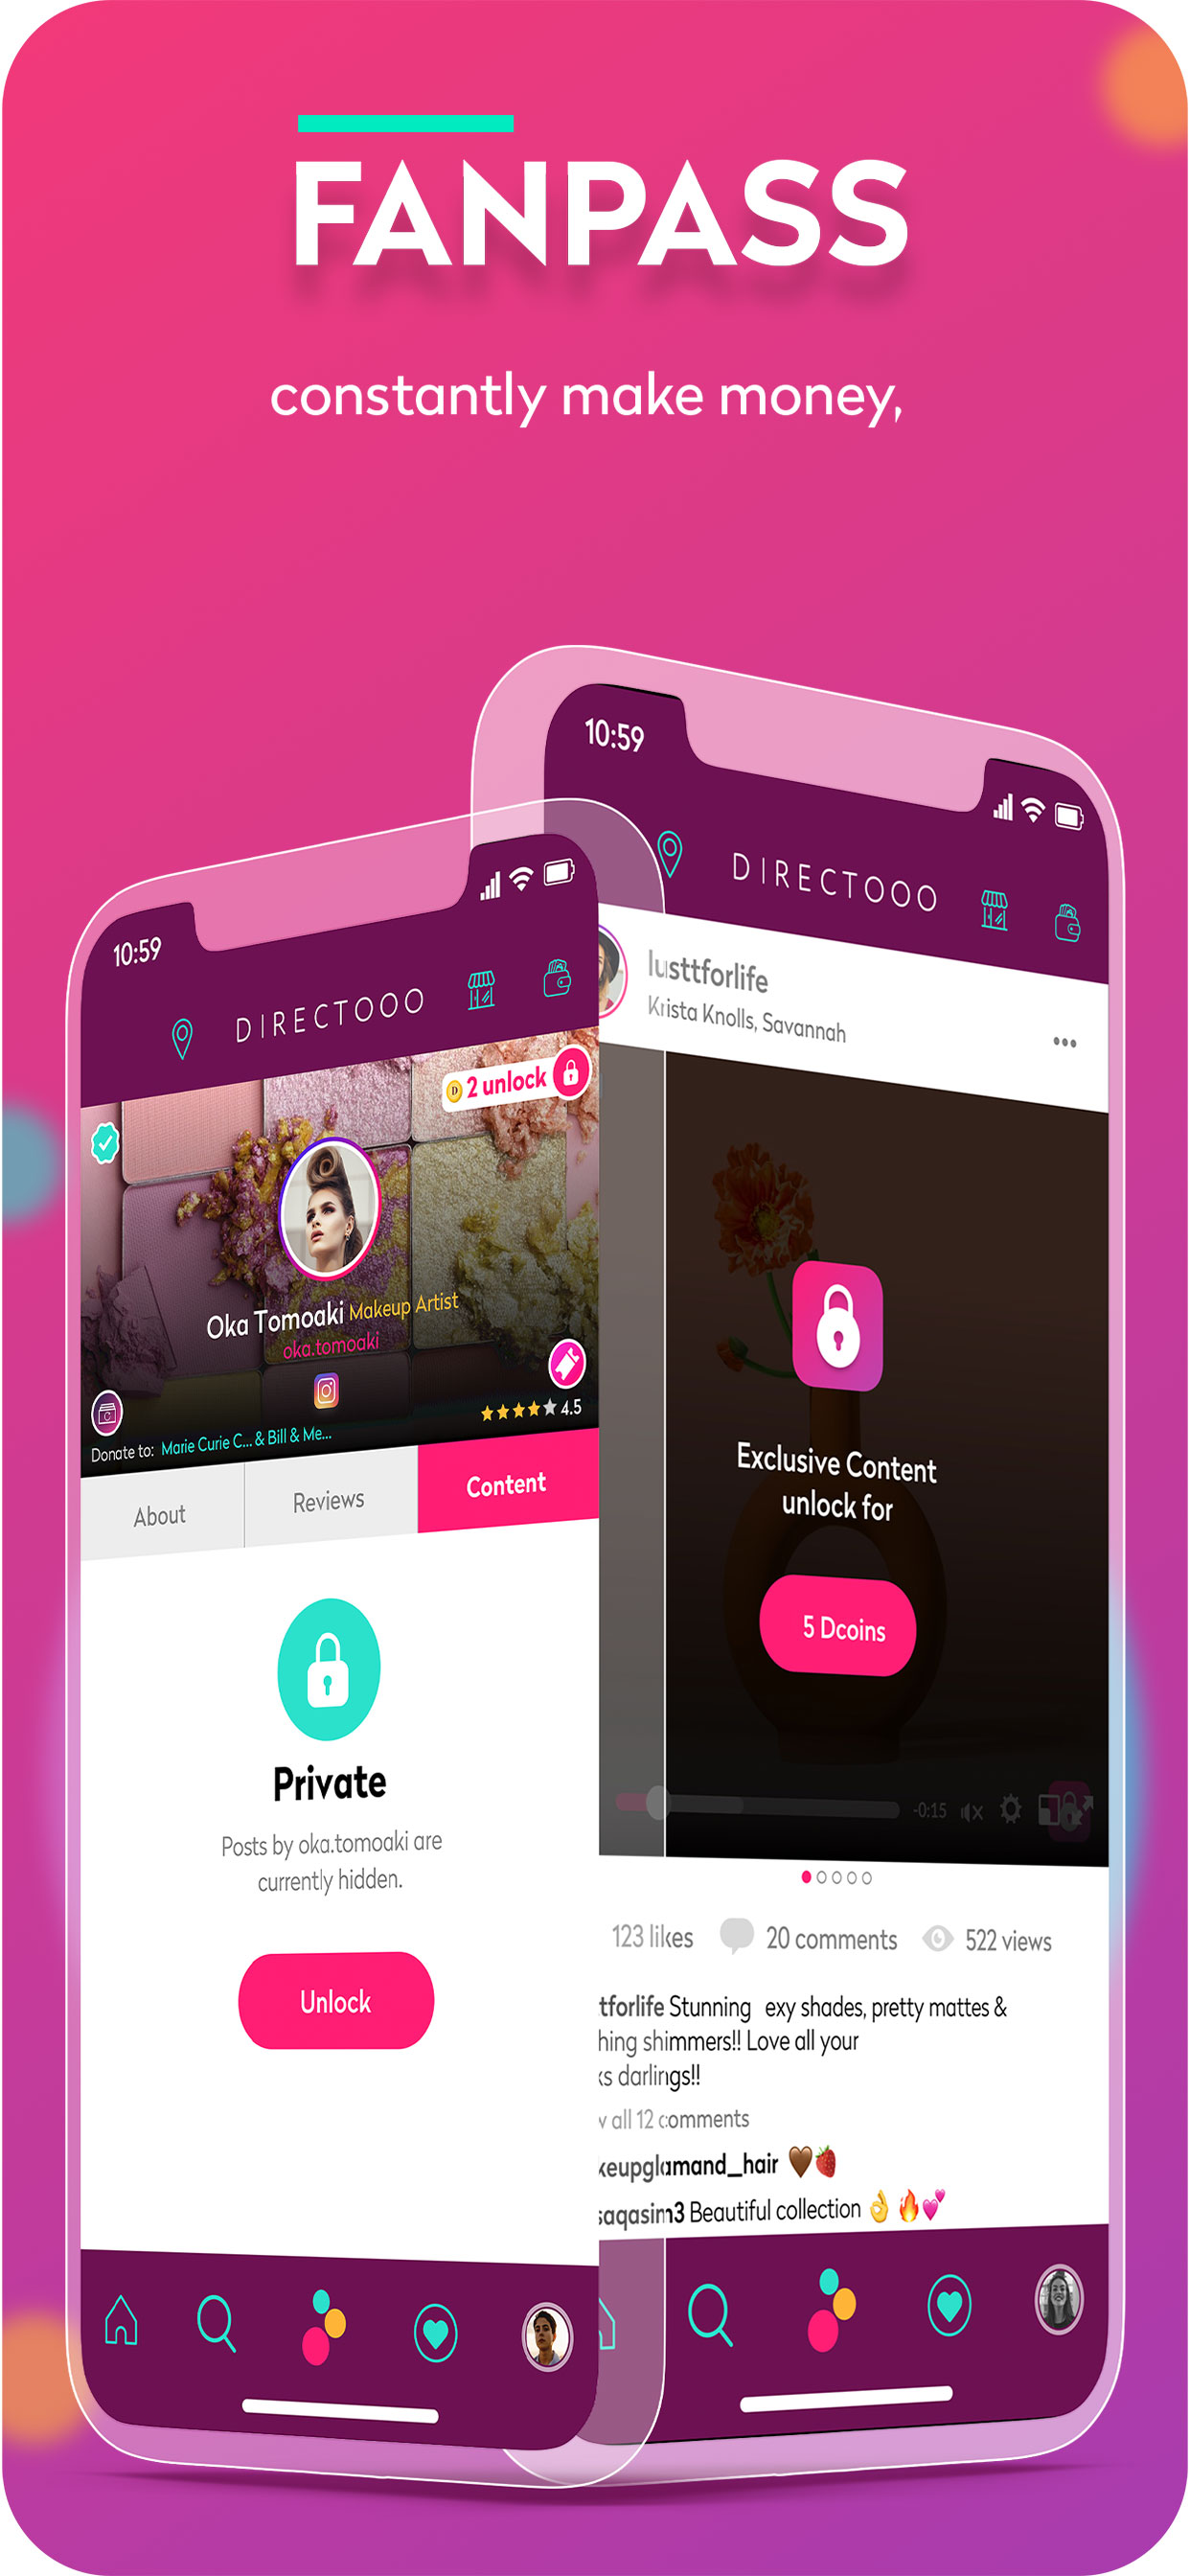 FANPASS
constantly make money,
10:59
DIRECTOOO
2 unlock
Oka Tomoaki Makeup Artist
oka.tomoaki
4.5
Donate to: Marie Curie C... & Bill & Me...
About
Reviews
Content
Private
Posts by oka.tomoaki are
currently hidden.
Unlock
10:59
DIRECTOOO
lusttforlife
Krista Knolls, Savannah
Exclusive Content
unlock for
5 Dcoins
-0:15
123 likes
20 comments
522 views
tforlife Stunning exy shades, pretty mattes &
hing shimmers!! Love all your
ks darlings!!
all 12 comments
keupglamand_hair 🤎🍓
saqasim3 Beautiful collection 👌🔥💕